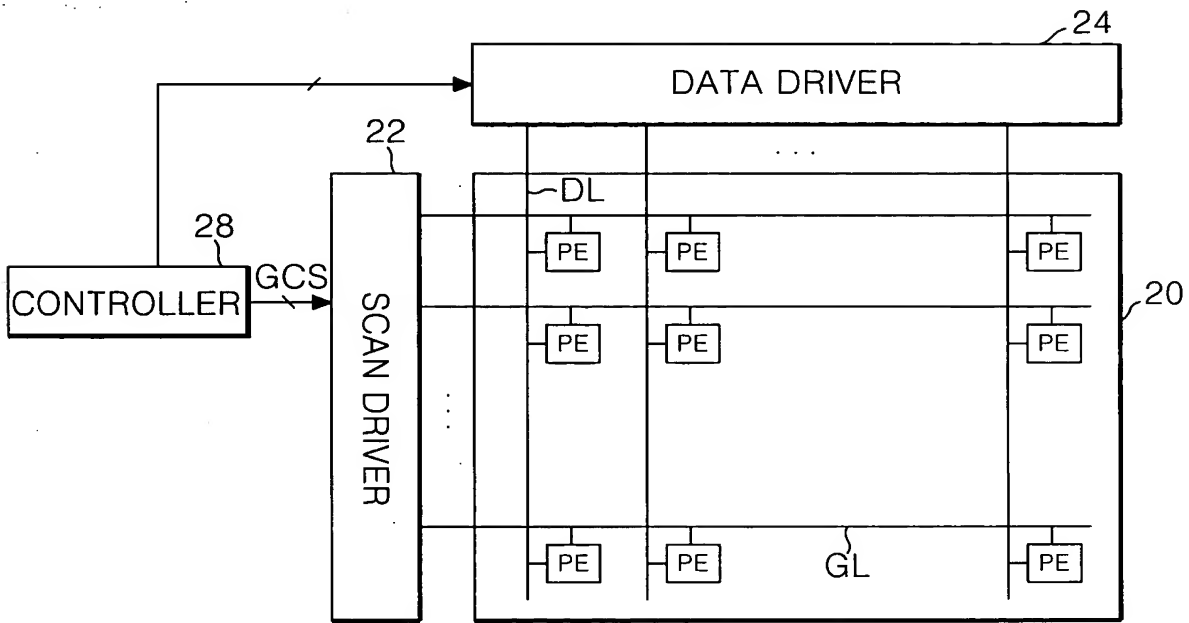 24
DATA DRIVER
22
. . .
DL
PE PE PE
28
GCS
CONTROLLER
SCAN DRIVER
20
PE PE PE
. . .
GL
PE PE PE